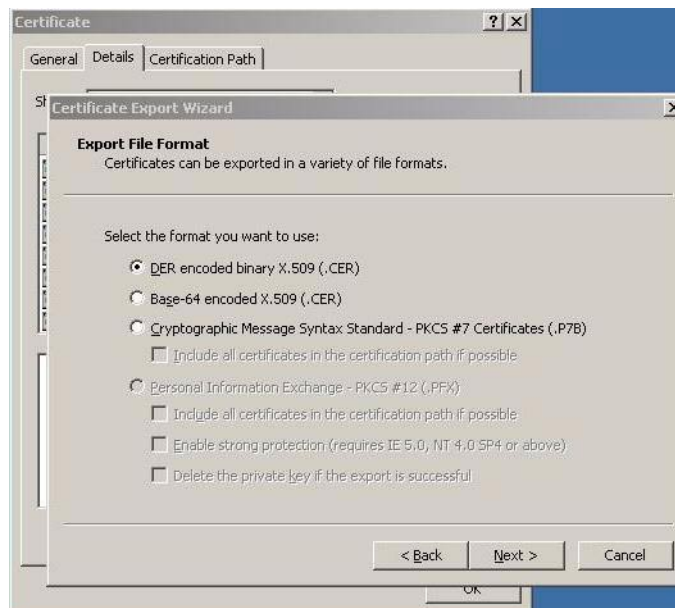 Certificate
General Details Certification Path
Certificate Export Wizard
Export File Format
Certificates can be exported in a variety of file formats.
Select the format you want to use:
DER encoded binary X.509 (.CER)
Base-64 encoded X.509 (.CER)
Cryptographic Message Syntax Standard - PKCS #7 Certificates (.P7B)
Include all certificates in the certification path if possible
Personal Information Exchange - PKCS #12 (.PFX)
Include all certificates in the certification path if possible
Enable strong protection (requires IE 5.0, NT 4.0 SP4 or above)
Delete the private key if the export is successful
< Back Next > Cancel
OK